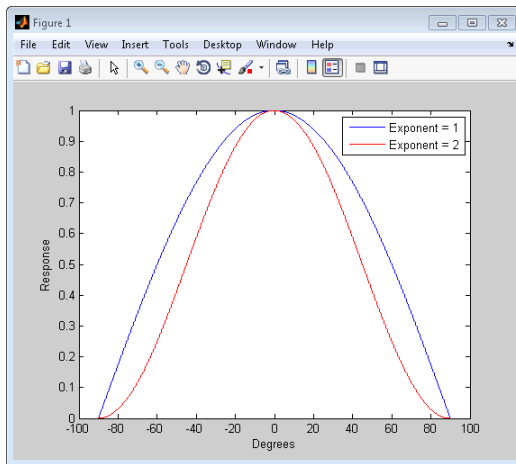 Figure 1
File Edit View Insert Tools Desktop Window Help
1
0.9
0.8
0.7
0.6
0.5
0.4
0.3
0.2
0.1
0
Response
Exponent = 1
Exponent = 2
-100 -80 -60 -40 -20 0 20 40 60 80 100
Degrees